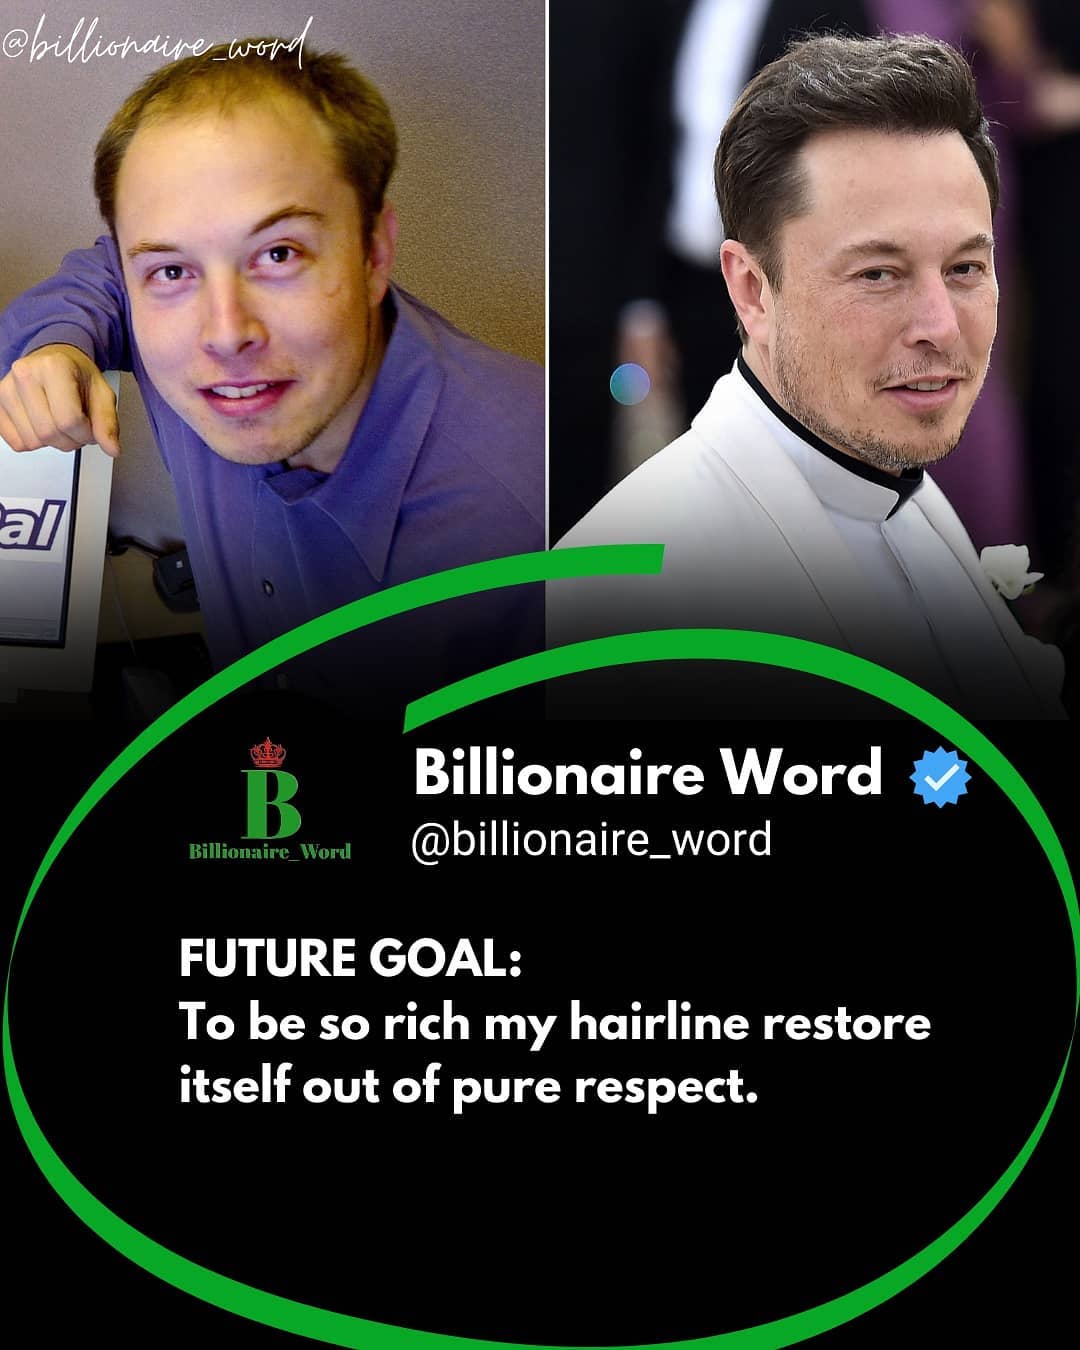 @billionaire_word
al
B
Billionaire_Word
Billionaire Word
@billionaire_word
FUTURE GOAL:
To be so rich my hairline restore
itself out of pure respect.